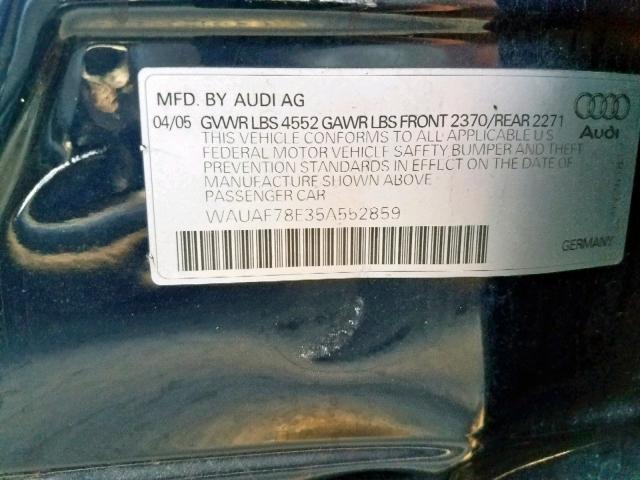 MFD. BY AUDI AG
04/05 GVWR LBS 4552 GAWR LBS FRONT 2370/REAR 2271
THIS VEHICLE CONFORMS TO ALL APPLICABLE U S
FEDERAL MOTOR VEHICLE SAFETY BUMPER AND THEFT
PREVENTION STANDARDS IN EFFECT ON THE DATE OF
MANUFACTURE SHOWN ABOVE
PASSENGER CAR
WAUAF78E35A552859
Audi
GERMANY